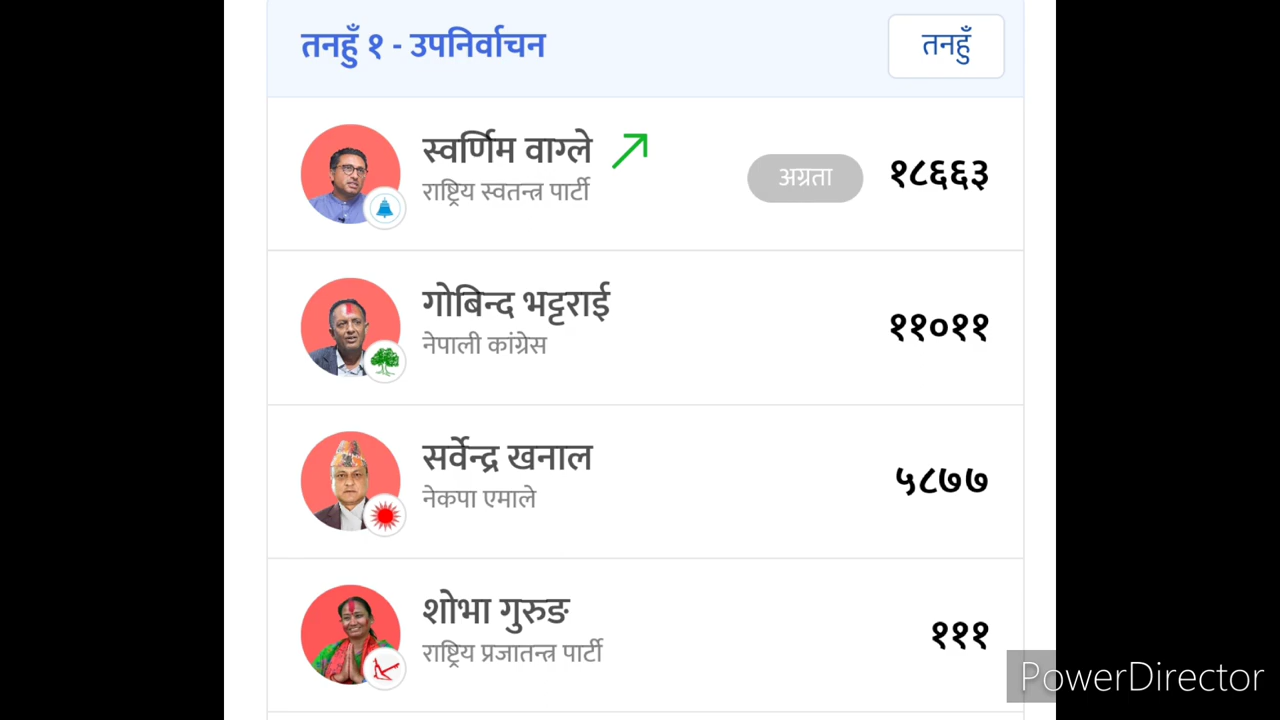 तनहुँ १ - उपनिर्वाचन
तनहुँ
स्वर्णिम वाग्ले
राष्ट्रिय स्वतन्त्र पार्टी
अग्रता
१८६६३
गोबिन्द भट्टराई
नेपाली कांग्रेस
११०११
सर्वेन्द्र खनाल
नेकपा एमाले
५८७७
शोभा गुरुङ
राष्ट्रिय प्रजातन्त्र पार्टी
१११
PowerDirector